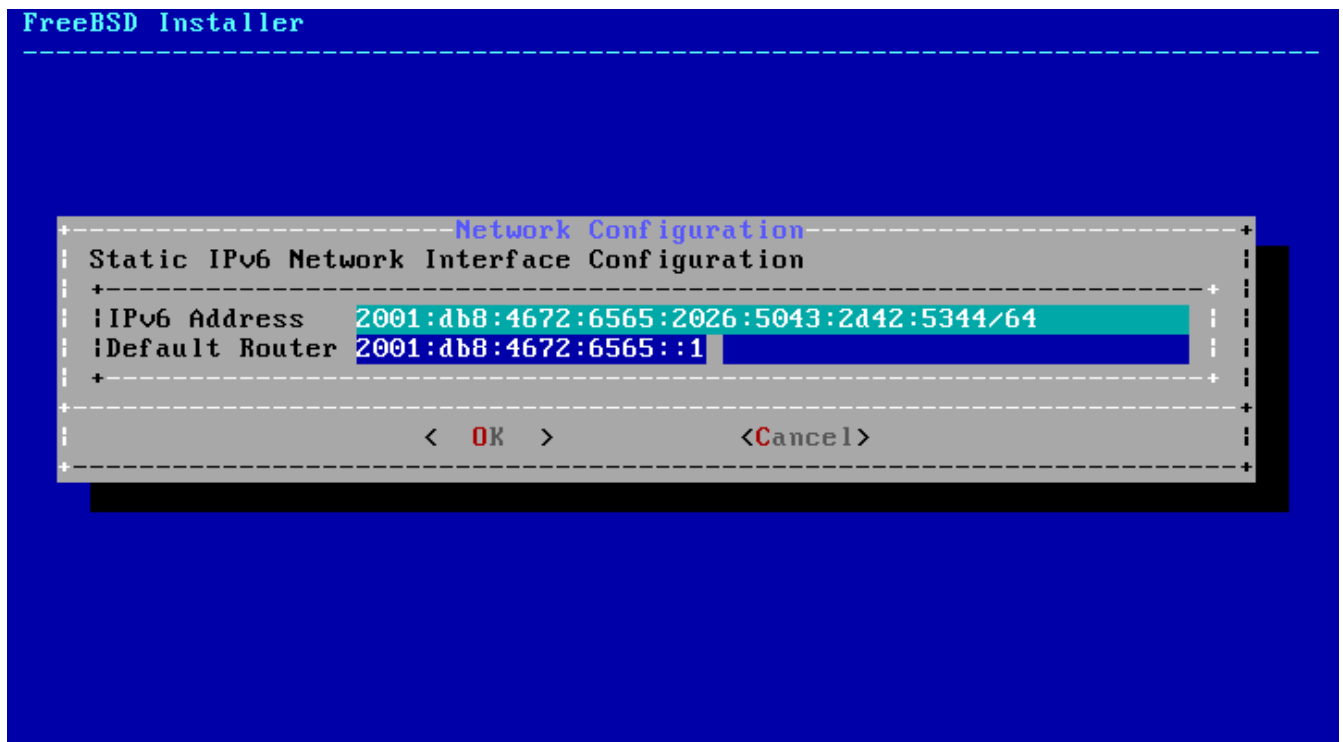 FreeBSD Installer
Network Configuration
Static IPv6 Network Interface Configuration
IPv6 Address 2001:db8:4672:6565:2026:5043:2d42:5344/64
Default Router 2001:db8:4672:6565::1
< OK > <Cancel>